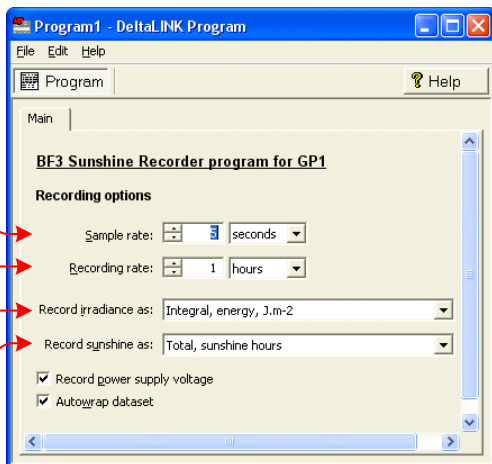 Program1 - DeltaLINK Program
File Edit Help
Program ? Help
Main
BF3 Sunshine Recorder program for GP1
Recording options
Sample rate: 5 seconds
Recording rate: 1 hours
Record irradiance as: Integral, energy, J.m-2
Record sunshine as: Total, sunshine hours
Record power supply voltage
Autowrap dataset